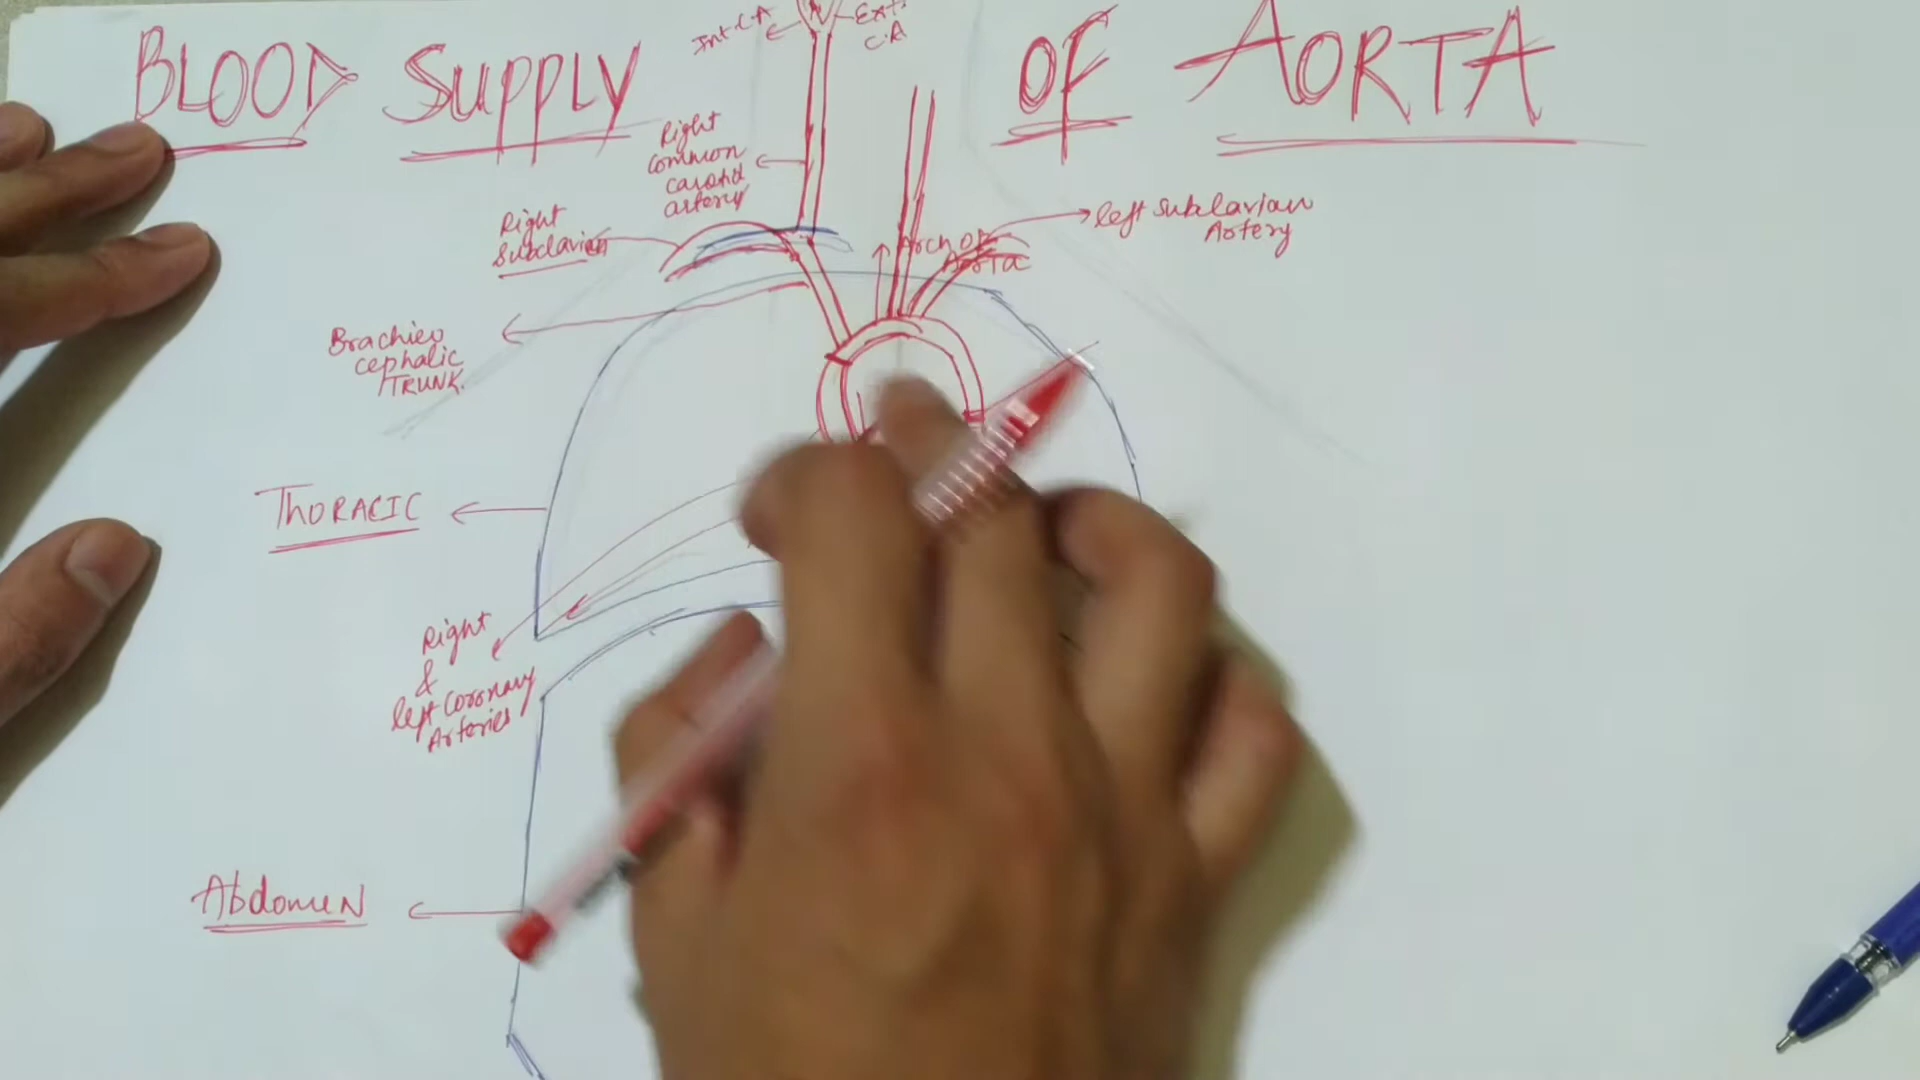 BLOOD SUPPLY OF AORTA
Int.C.A
Ext.
C.A
Right
common
carotid
artery
Right
Subclavian
Arch of
Aorta
left subclavian
Artery
Brachieo
cephalic
TRUNK.
THORACIC
Right
&
left Coronary
Arteries
AbdomeN